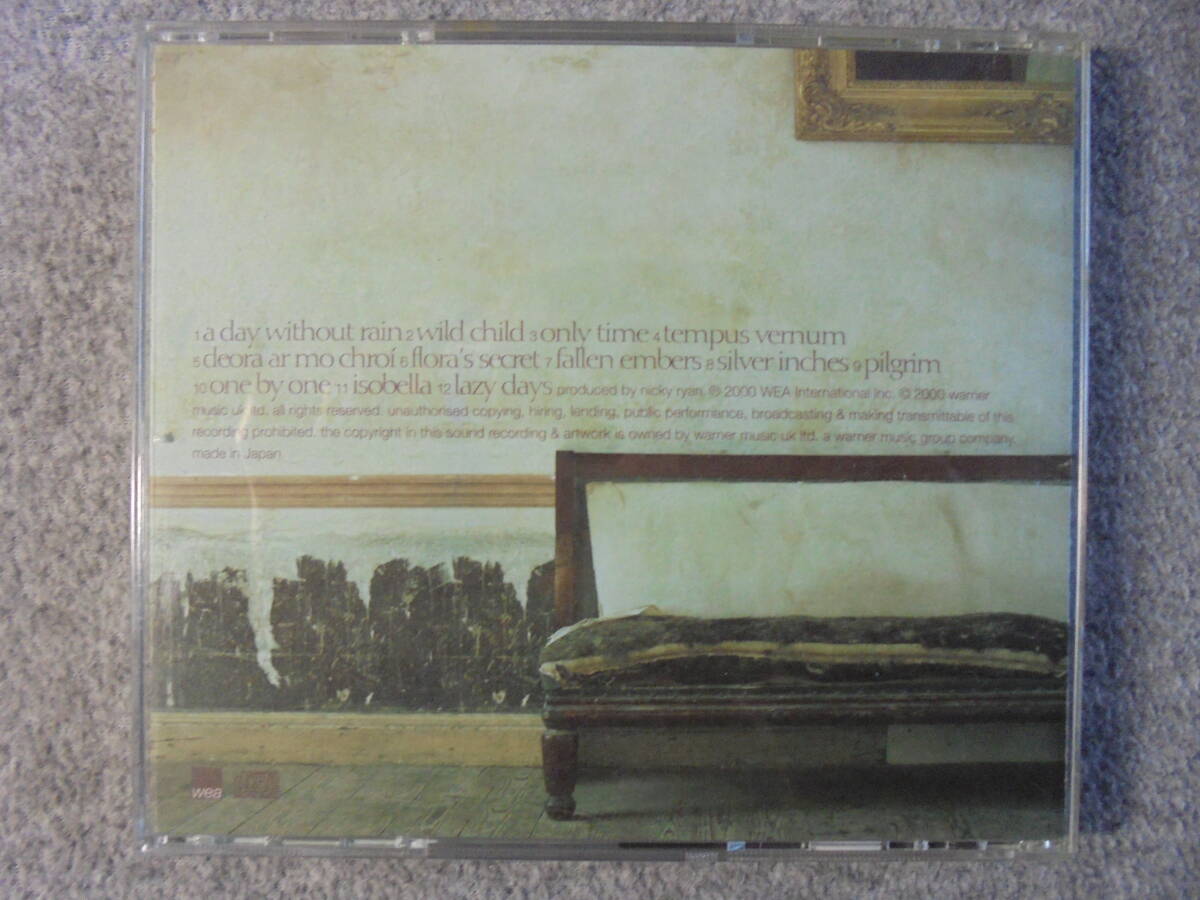 1 a day without rain 2 wild child 3 only time 4 tempus vernum
5 deora ar mo chroí 6 flora's secret 7 fallen embers 8 silver inches 9 pilgrim
10 one by one 11 isobella 12 lazy days produced by nicky ryan. ℗ 2000 WEA International Inc. © 2000 warner
music uk ltd. all rights reserved. unauthorised copying, hiring, lending, public performance, broadcasting & making transmittable of this
recording prohibited. the copyright in this sound recording & artwork is owned by warner music uk ltd. a warner music group company.
made in Japan
wea